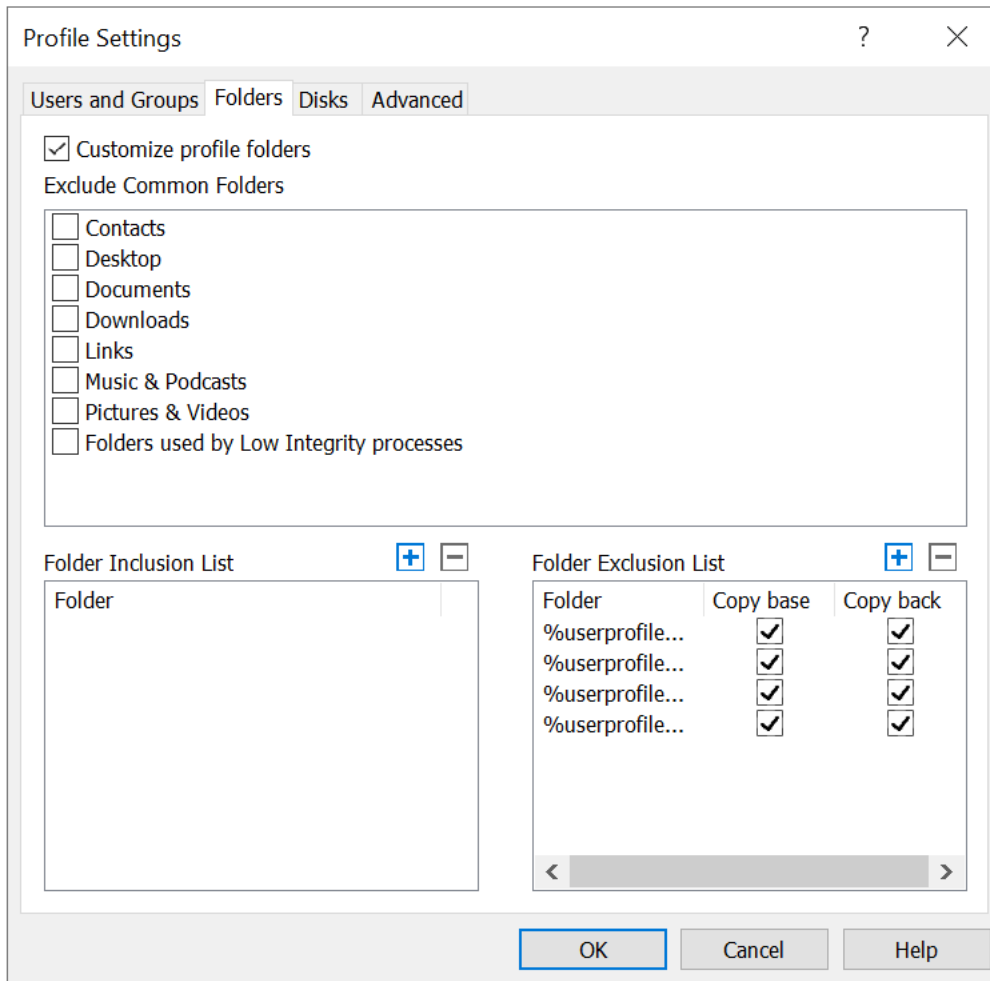 Profile Settings
Users and Groups Folders Disks Advanced
Customize profile folders
Exclude Common Folders
Contacts
Desktop
Documents
Downloads
Links
Music & Podcasts
Pictures & Videos
Folders used by Low Integrity processes
Folder Inclusion List
Folder
Folder Exclusion List
Folder Copy base Copy back
%userprofile...
%userprofile...
%userprofile...
%userprofile...
OK Cancel Help